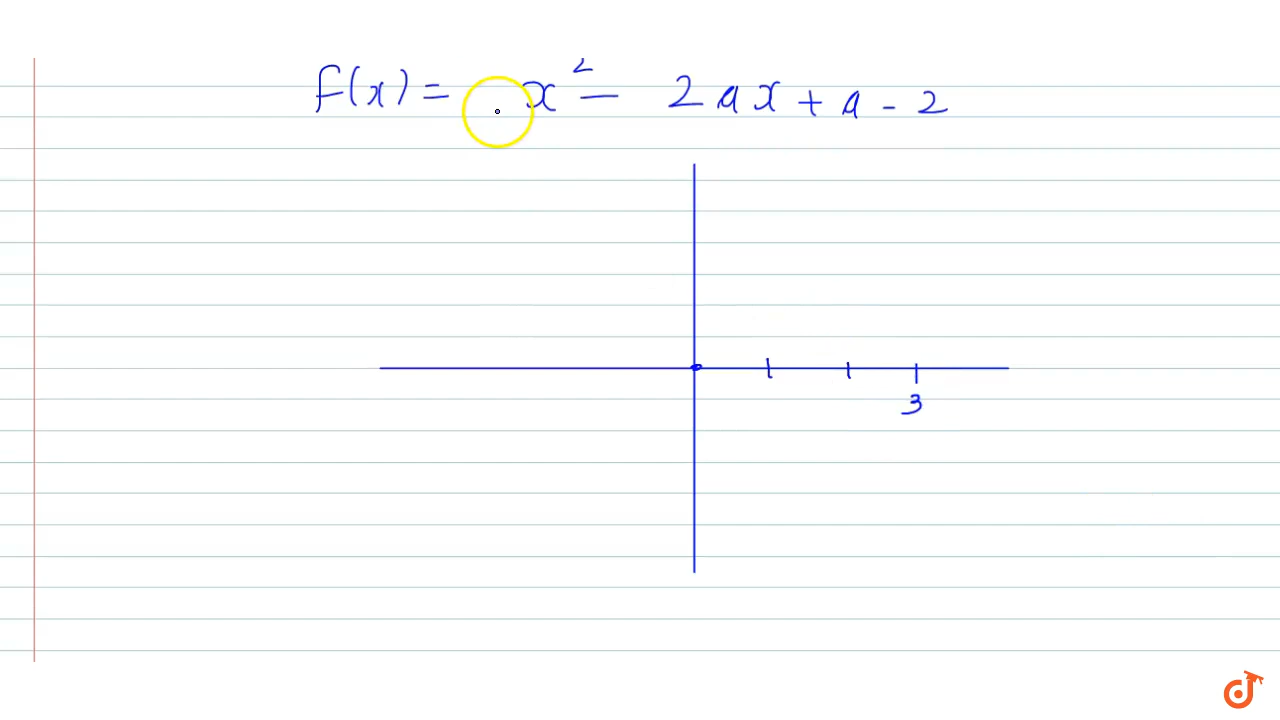 f(x) = x² - 2ax + a - 2
3